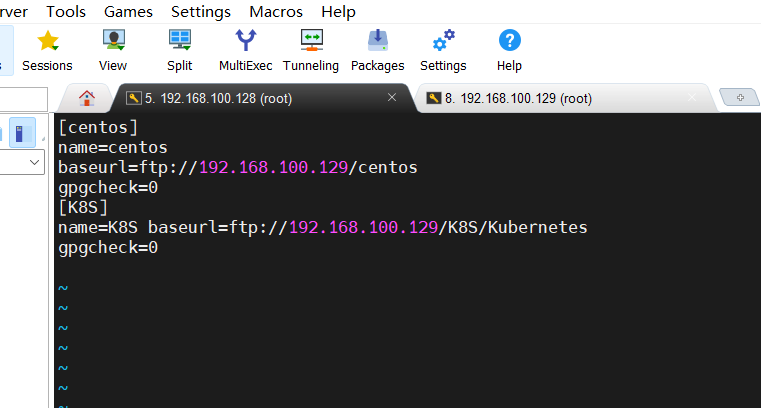 erver Tools Games Settings Macros Help
Sessions View Split MultiExec Tunneling Packages Settings Help
5. 192.168.100.128 (root) 8. 192.168.100.129 (root)
[centos]
name=centos
baseurl=ftp://192.168.100.129/centos
gpgcheck=0
[K8S]
name=K8S baseurl=ftp://192.168.100.129/K8S/Kubernetes
gpgcheck=0
~
~
~
~
~
~
~